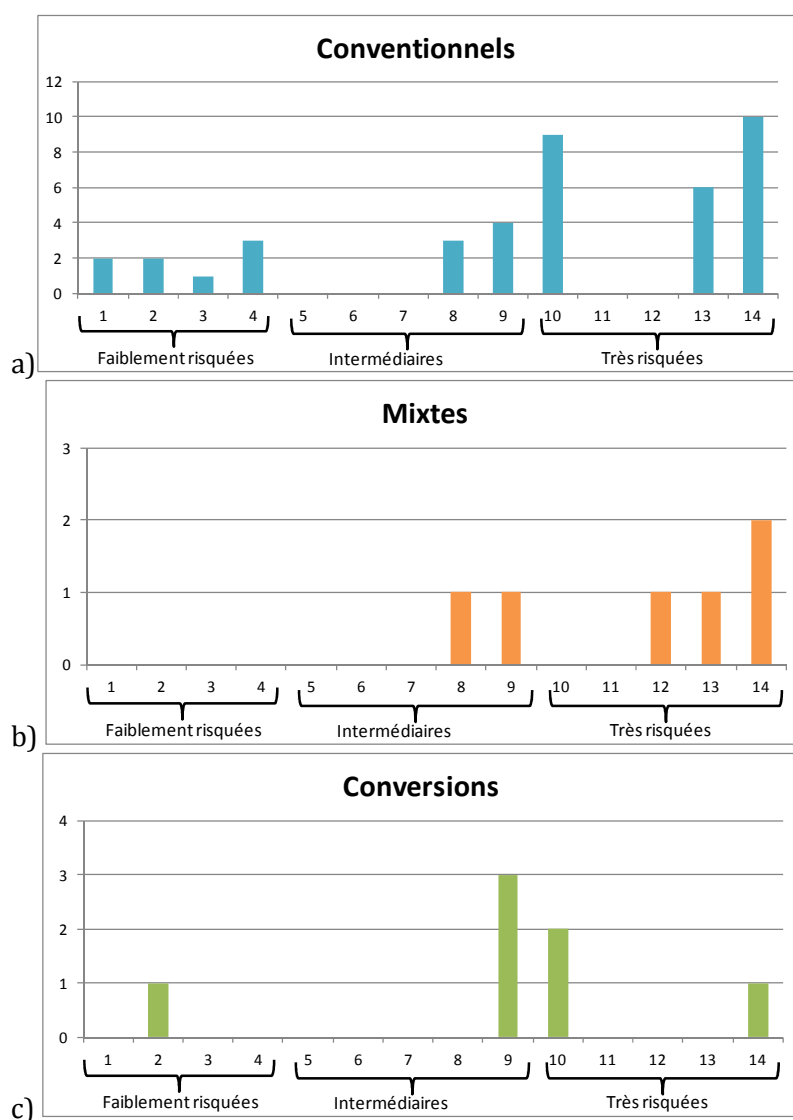 Conventionnels
12
10
8
6
4
2
0
1 2 3 4 5 6 7 8 9 10 11 12 13 14
Faiblement risquées Intermédiaires Très risquées
a)
Mixtes
3
2
1
0
1 2 3 4 5 6 7 8 9 10 11 12 13 14
Faiblement risquées Intermédiaires Très risquées
b)
Conversions
4
3
2
1
0
1 2 3 4 5 6 7 8 9 10 11 12 13 14
Faiblement risquées Intermédiaires Très risquées
c)